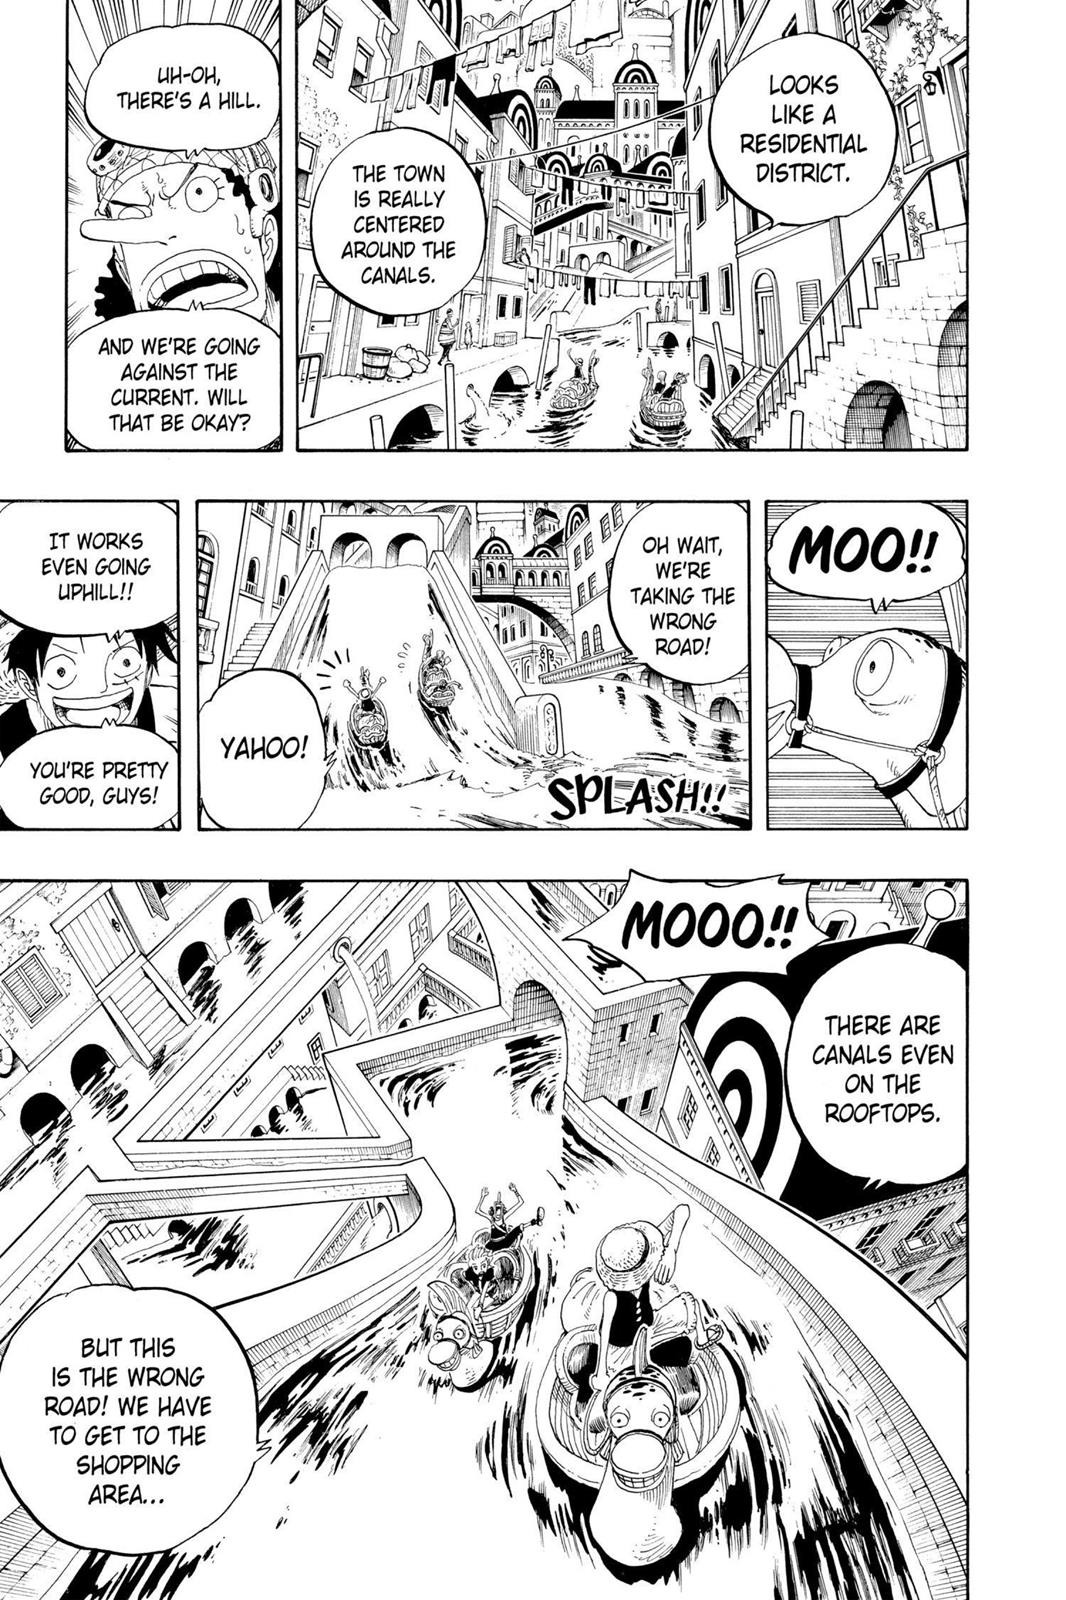 LOOKS
LIKE A
RESIDENTIAL
DISTRICT.
THE TOWN
IS REALLY
CENTERED
AROUND THE
CANALS.
UH-OH,
THERE'S A HILL.
AND WE'RE GOING
AGAINST THE
CURRENT. WILL
THAT BE OKAY?
MOO!!
OH WAIT,
WE'RE
TAKING THE
WRONG
ROAD!
YAHOO!
SPLASH!!
IT WORKS
EVEN GOING
UPHILL!!
YOU'RE PRETTY
GOOD, GUYS!
MOOO!!
THERE ARE
CANALS EVEN
ON THE
ROOFTOPS.
BUT THIS
IS THE WRONG
ROAD! WE HAVE
TO GET TO THE
SHOPPING
AREA...